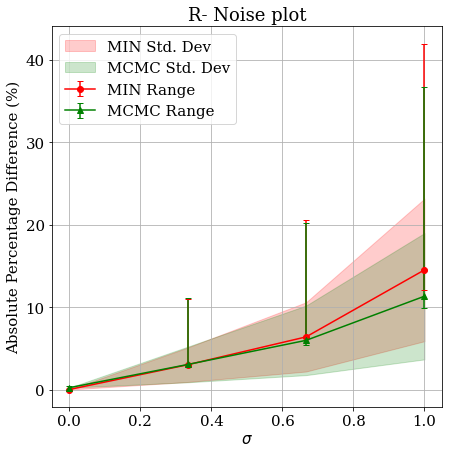 R- Noise plot
MIN Std. Dev
MCMC Std. Dev
MIN Range
MCMC Range
Absolute Percentage Difference (%)
40
30
20
10
0
0.0 0.2 0.4 0.6 0.8 1.0
σ